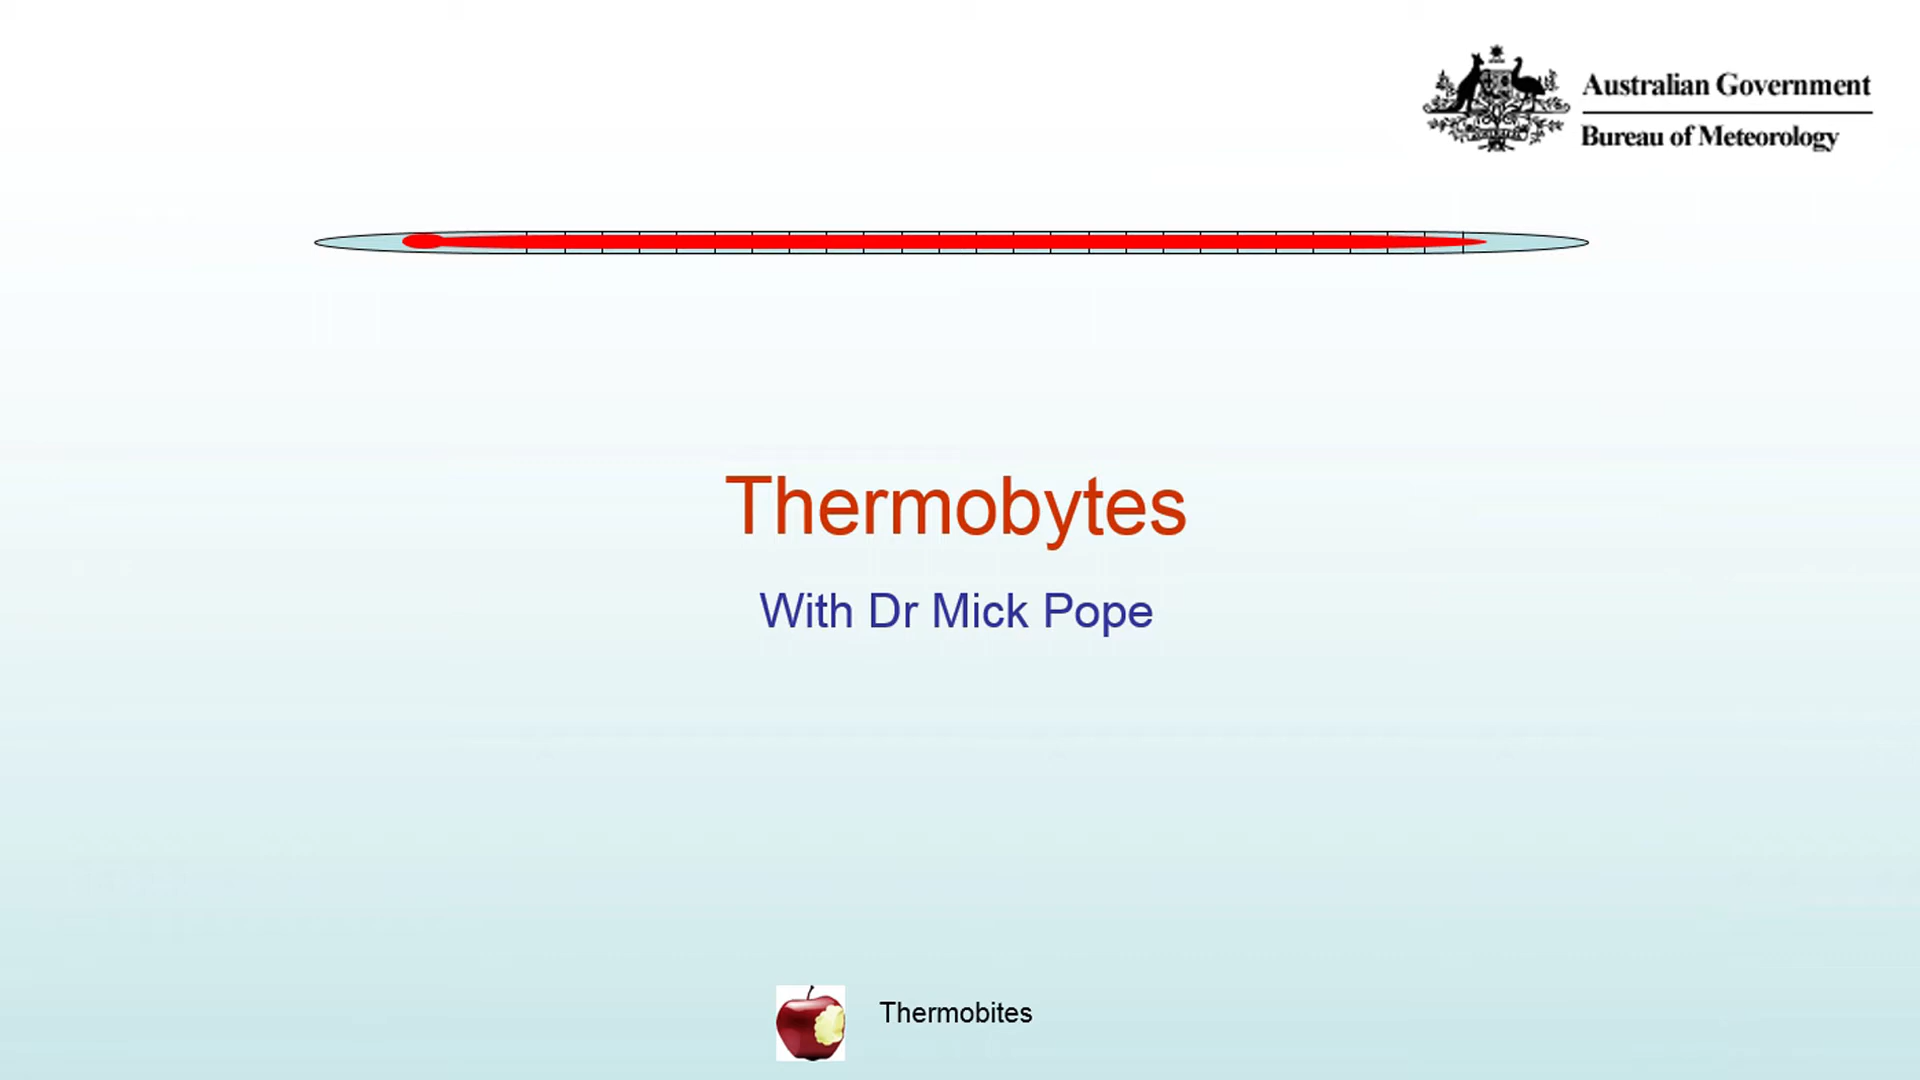 Australian Government
Bureau of Meteorology
Thermobytes
With Dr Mick Pope
Thermobites